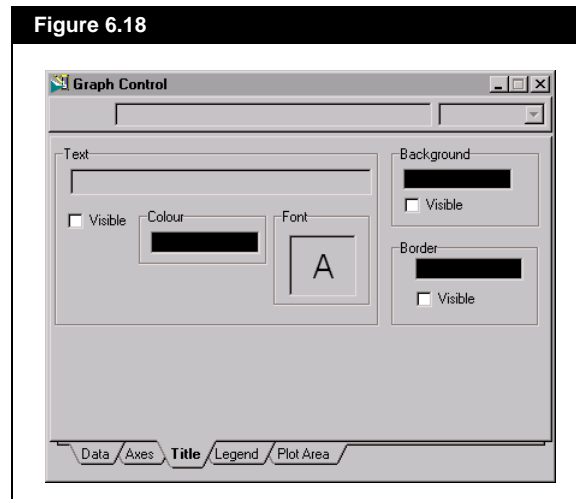 Figure 6.18
Graph Control
Text
Visible
Colour
Font
A
Background
Visible
Border
Visible
Data Axes Title Legend Plot Area